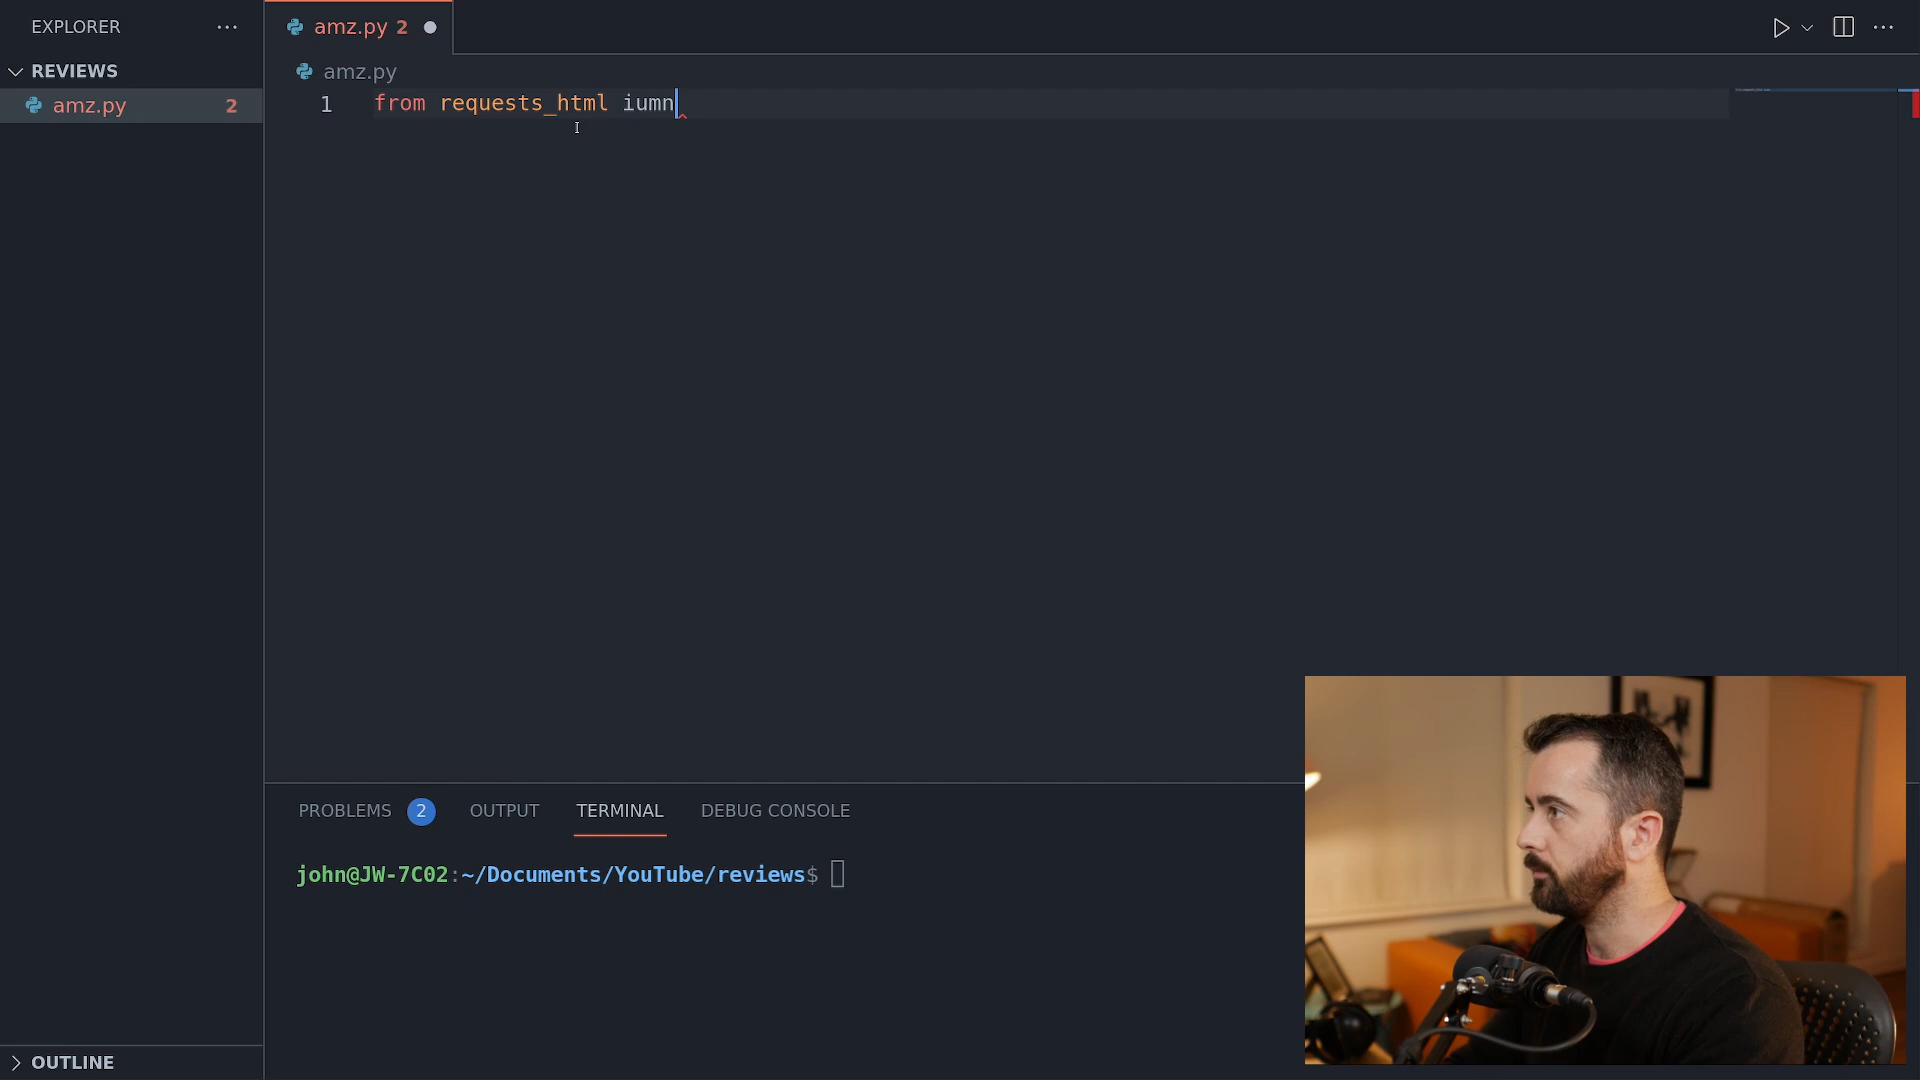 EXPLORER
REVIEWS
amz.py 2
OUTLINE
amz.py 2
amz.py
1 from requests_html iumn
PROBLEMS 2 OUTPUT TERMINAL DEBUG CONSOLE
john@JW-7C02:~/Documents/YouTube/reviews$